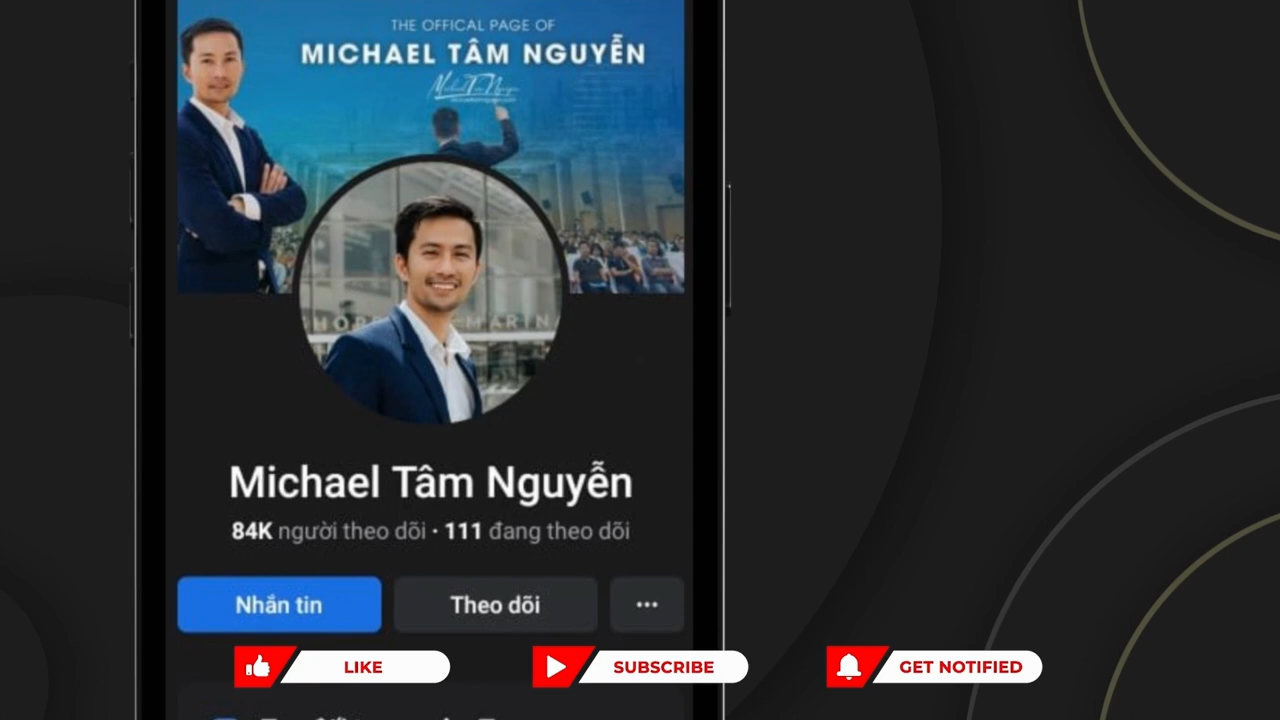 THE OFFICAL PAGE OF
MICHAEL TÂM NGUYỄN
Michael Tâm Nguyễn
84K người theo dõi · 111 đang theo dõi
Nhắn tin
Theo dõi
LIKE
SUBSCRIBE
GET NOTIFIED